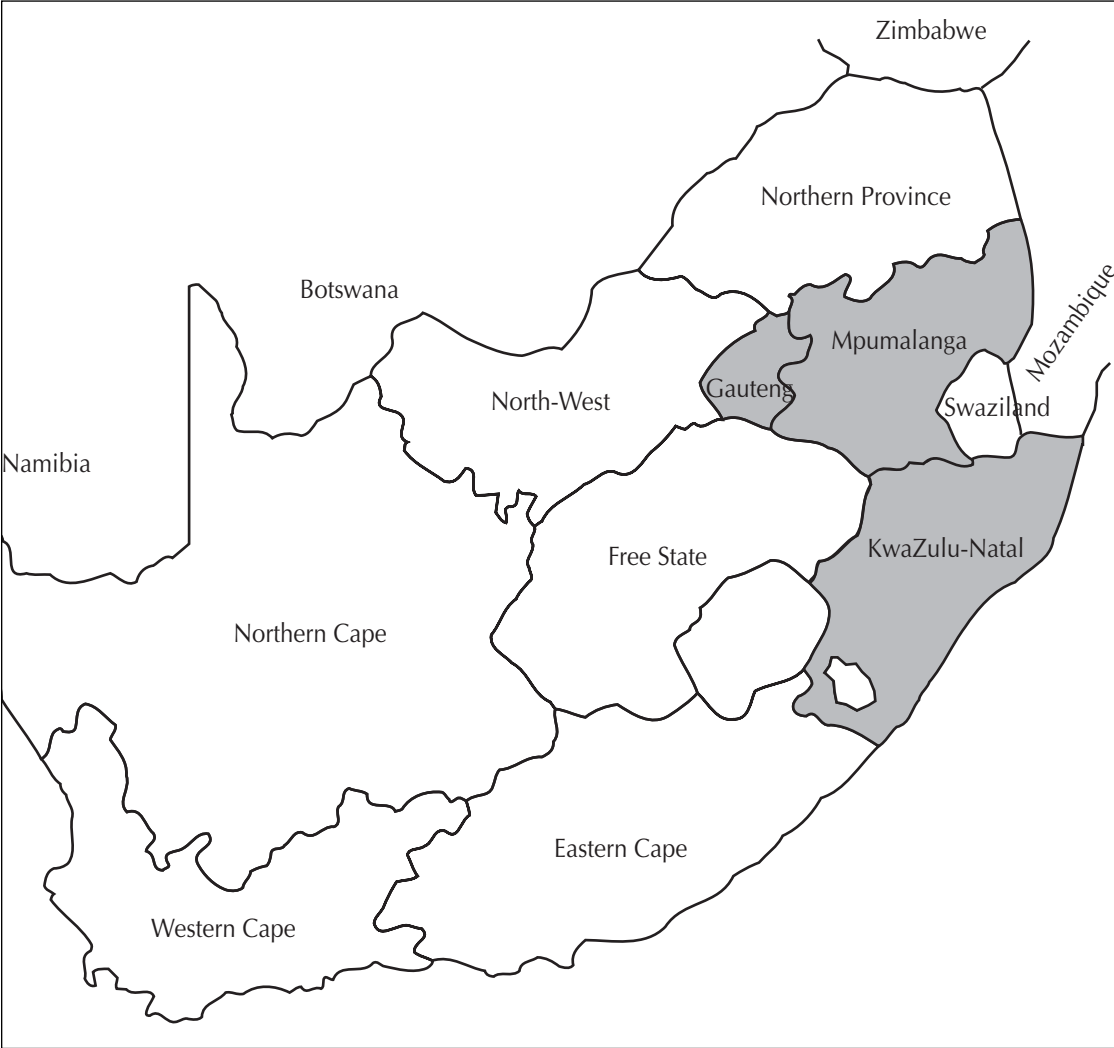 Zimbabwe
Northern Province
Botswana
Mozambique
Mpumalanga
Gauteng
North-West
Swaziland
Namibia
KwaZulu-Natal
Free State
Northern Cape
Eastern Cape
Western Cape